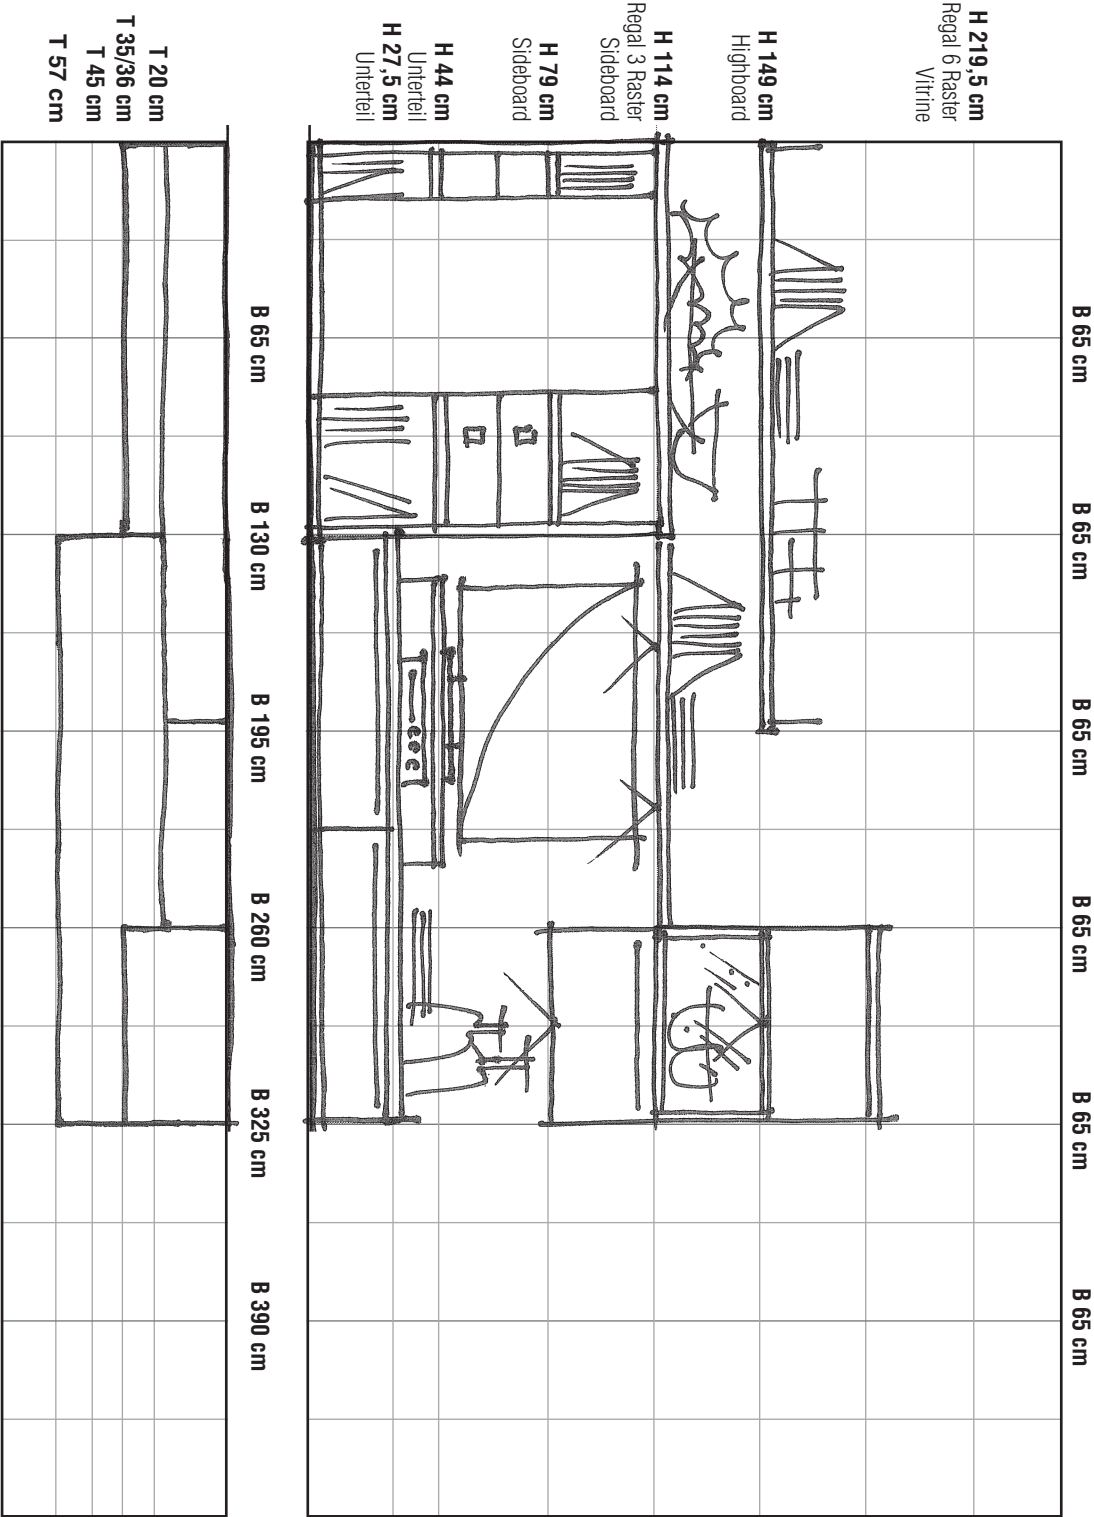 B 65 cm
B 65 cm
B 65 cm
B 65 cm
B 65 cm
B 65 cm
H 219,5 cm
Regal 6 Raster
Vitrine
H 149 cm
Highboard
H 114 cm
Regal 3 Raster
Sideboard
H 79 cm
Sideboard
H 44 cm
Unterteil
H 27,5 cm
Unterteil
B 65 cm
B 130 cm
B 195 cm
B 260 cm
B 325 cm
B 390 cm
T 20 cm
T 35/36 cm
T 45 cm
T 57 cm